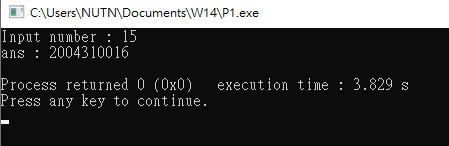 C:\Users\NUTN\Documents\W14\P1.exe
Input number : 15
ans : 2004310016
Process returned 0 (0x0)   execution time : 3.829 s
Press any key to continue.